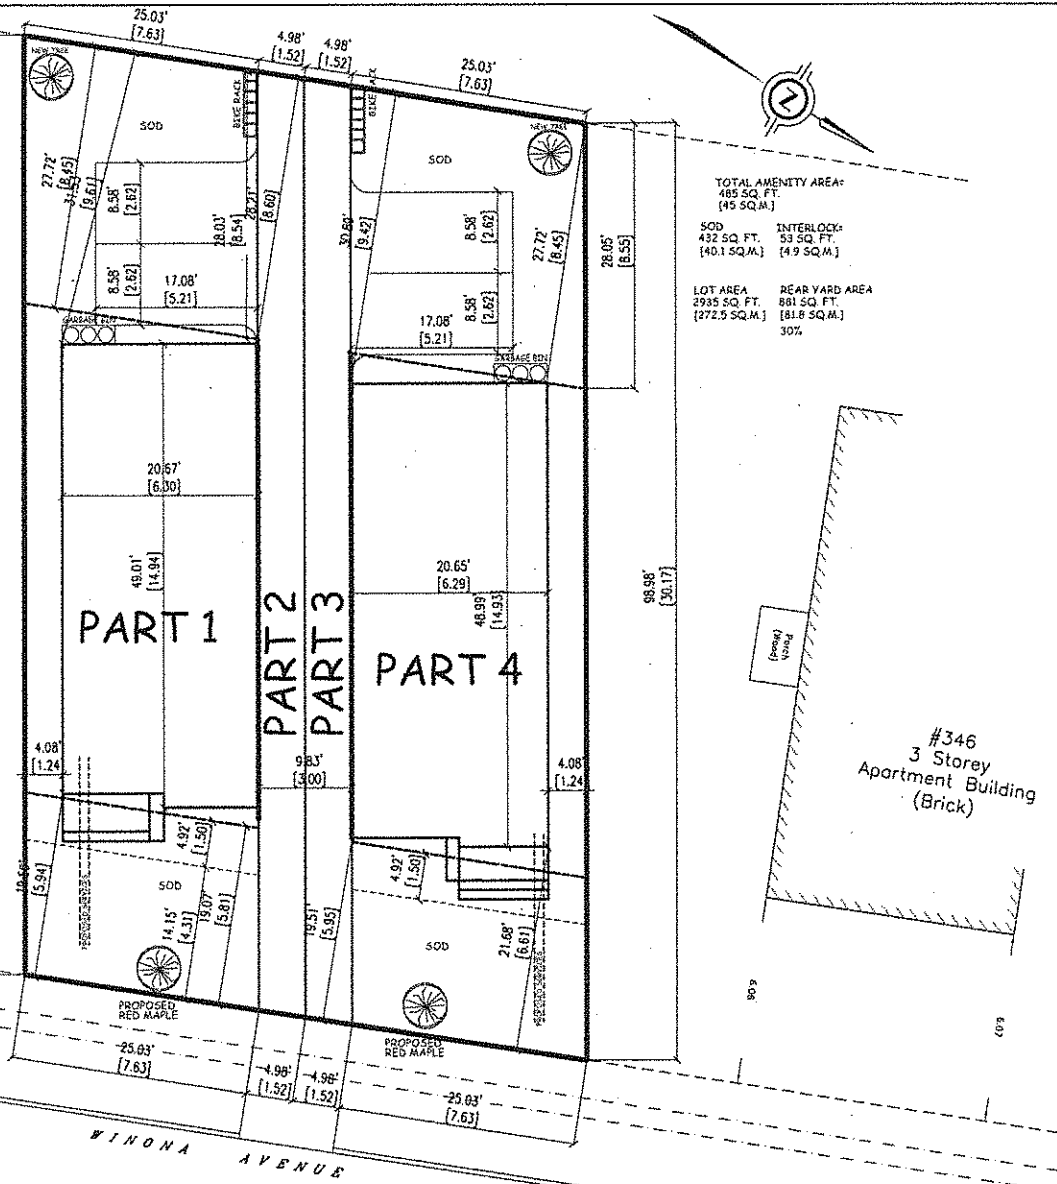 25.03'
[7.63]
4.98'
[1.52]
4.98'
[1.52]
25.03'
[7.63]
NEW TREE
SOD
BIKE RACK
BIKE RACK
SOD
NEW TREE
N
27.72'
[8.45]
[9.61]
8.58'
[2.62]
28.03'
[8.54]
28.21'
[8.60]
[9.42]
8.58'
[2.62]
27.72'
[8.45]
28.05'
[8.55]
TOTAL AMENITY AREA:
485 SQ. FT.
[45 SQ.M.]
SOD
432 SQ. FT.
[40.1 SQ.M.]
INTERLOCK:
53 SQ. FT.
[4.9 SQ.M.]
LOT AREA
2935 SQ. FT.
[272.5 SQ.M.]
REAR YARD AREA
881 SQ. FT.
[81.8 SQ.M.]
30%
8.58'
[2.62]
17.08'
[5.21]
8.58'
[2.62]
17.08'
[5.21]
GARBAGE BIN
GARBAGE BIN
20.67'
[6.30]
49.01'
[14.94]
20.65'
[6.29]
48.99'
[14.93]
98.98'
[30.17]
PART 1
PART 2
PART 3
PART 4
Porch
(Wood)
#346
3 Storey
Apartment Building
(Brick)
4.08'
[1.24
9.83'
[3.00]
4.08'
[1.24
4.92'
[1.50]
4.92'
[1.50]
[5.94]
SOD
14.15'
[4.31]
19.07'
[5.81]
19.51'
[5.95]
SOD
21.68'
[6.61]
PROPOSED
RED MAPLE
PROPOSED
RED MAPLE
6.06
6.07
25.03'
[7.63]
4.98'
[1.52]
4.98'
[1.52]
25.03'
[7.63]
WINONA AVENUE